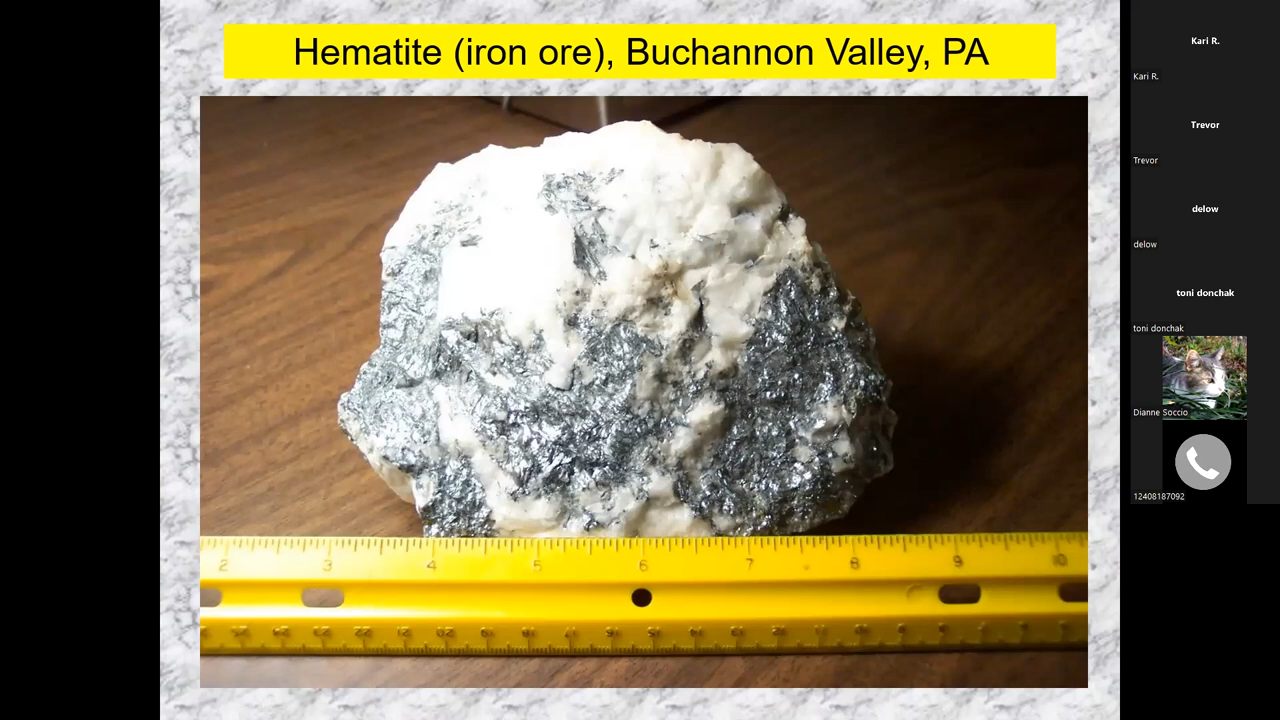 Hematite (iron ore), Buchannon Valley, PA
Kari R.
Kari R.
Trevor
Trevor
delow
delow
toni donchak
toni donchak
Dianne Soccio
12408187092
2 3 4 5 6 7 8 9 10